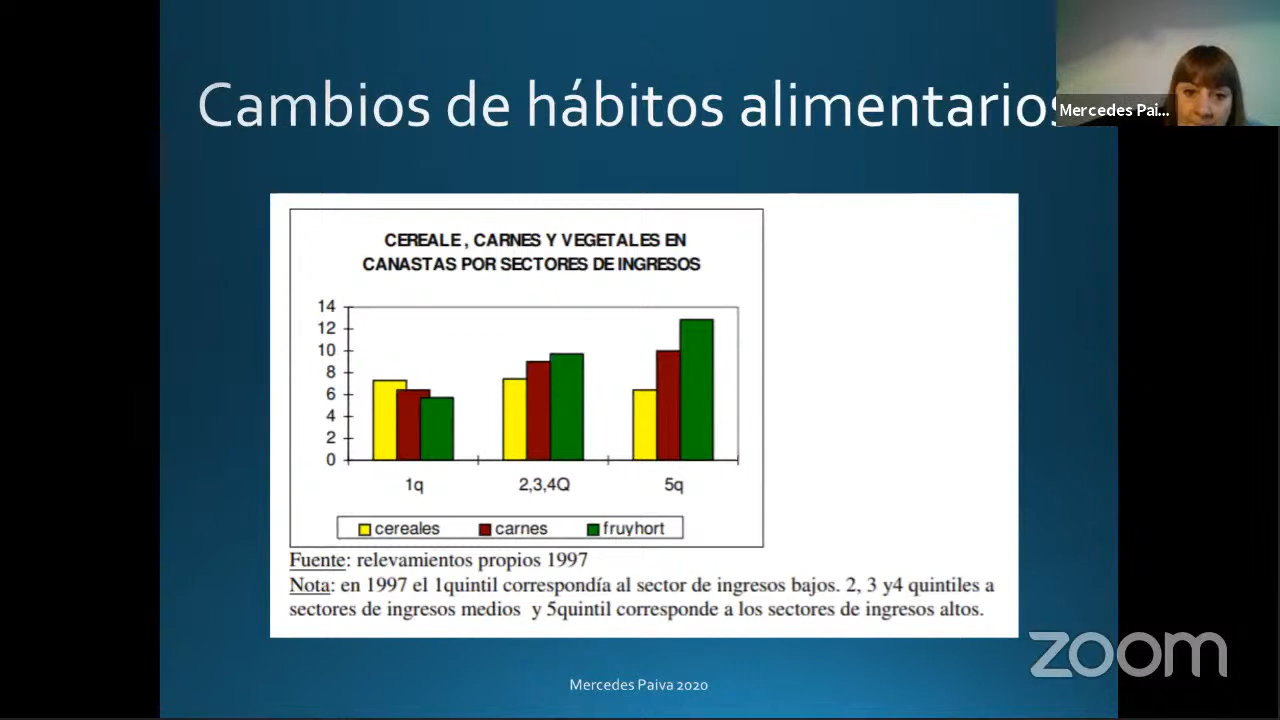 Cambios de hábitos alimentarios
Mercedes Pai...
CEREALE , CARNES Y VEGETALES EN
CANASTAS POR SECTORES DE INGRESOS
14
12
10
8
6
4
2
0
1q
2,3,4Q
5q
cereales
carnes
fruyhort
Fuente: relevamientos propios 1997
Nota: en 1997 el 1quintil correspondía al sector de ingresos bajos. 2, 3 y4 quintiles a
sectores de ingresos medios y 5quintil corresponde a los sectores de ingresos altos.
zoom
Mercedes Paiva 2020